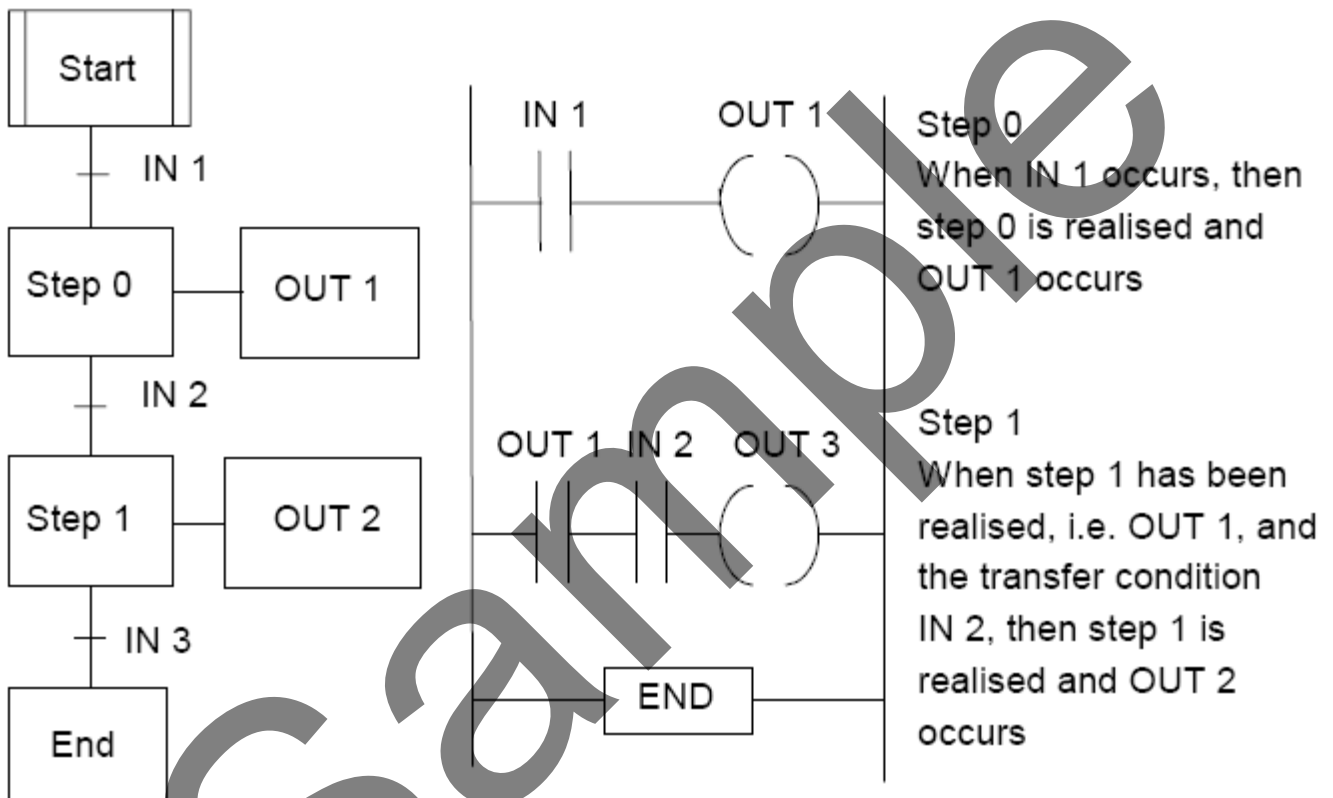 Start
IN 1
Step 0
OUT 1
IN 2
Step 1
OUT 2
IN 3
End
IN 1
OUT 1
OUT 1
IN 2
OUT 3
END
Step 0
When IN 1 occurs, then
step 0 is realised and
OUT 1 occurs
Step 1
When step 1 has been
realised, i.e. OUT 1, and
the transfer condition
IN 2, then step 1 is
realised and OUT 2
occurs
Sample